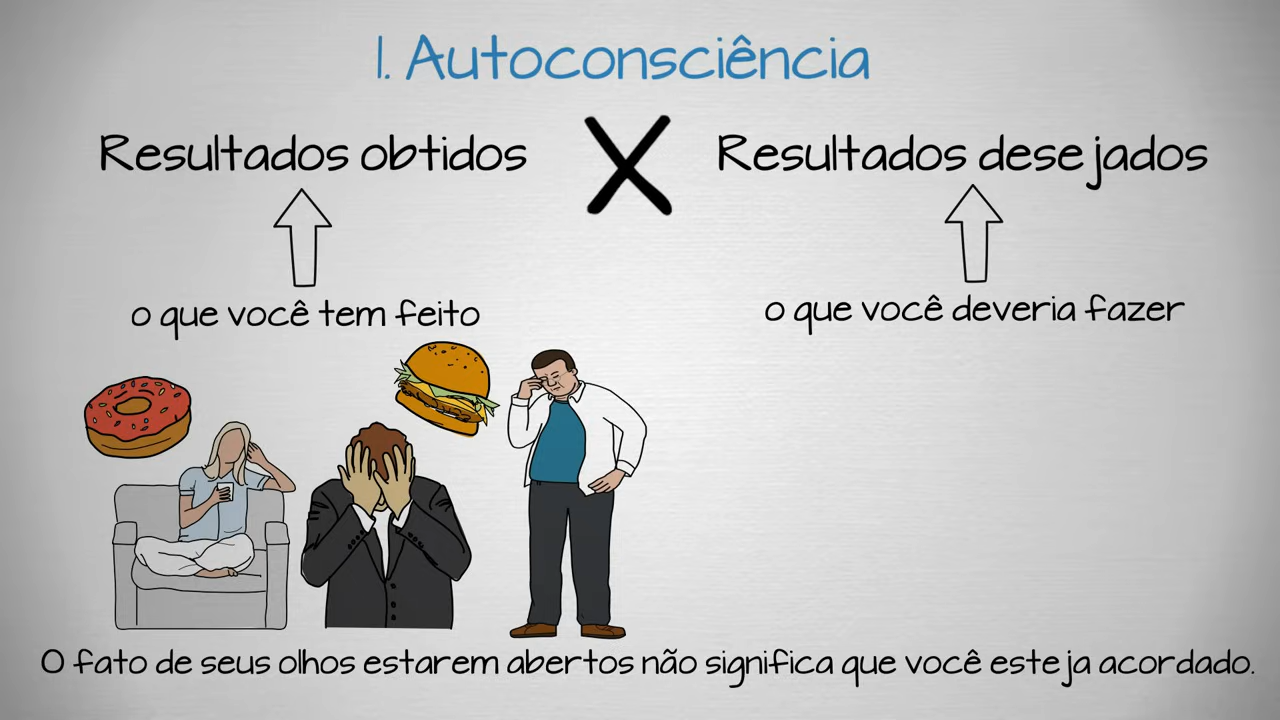 1. Autoconsciência
Resultados obtidos X Resultados desejados
o que você tem feito
o que você deveria fazer
O fato de seus olhos estarem abertos não significa que você esteja acordado.